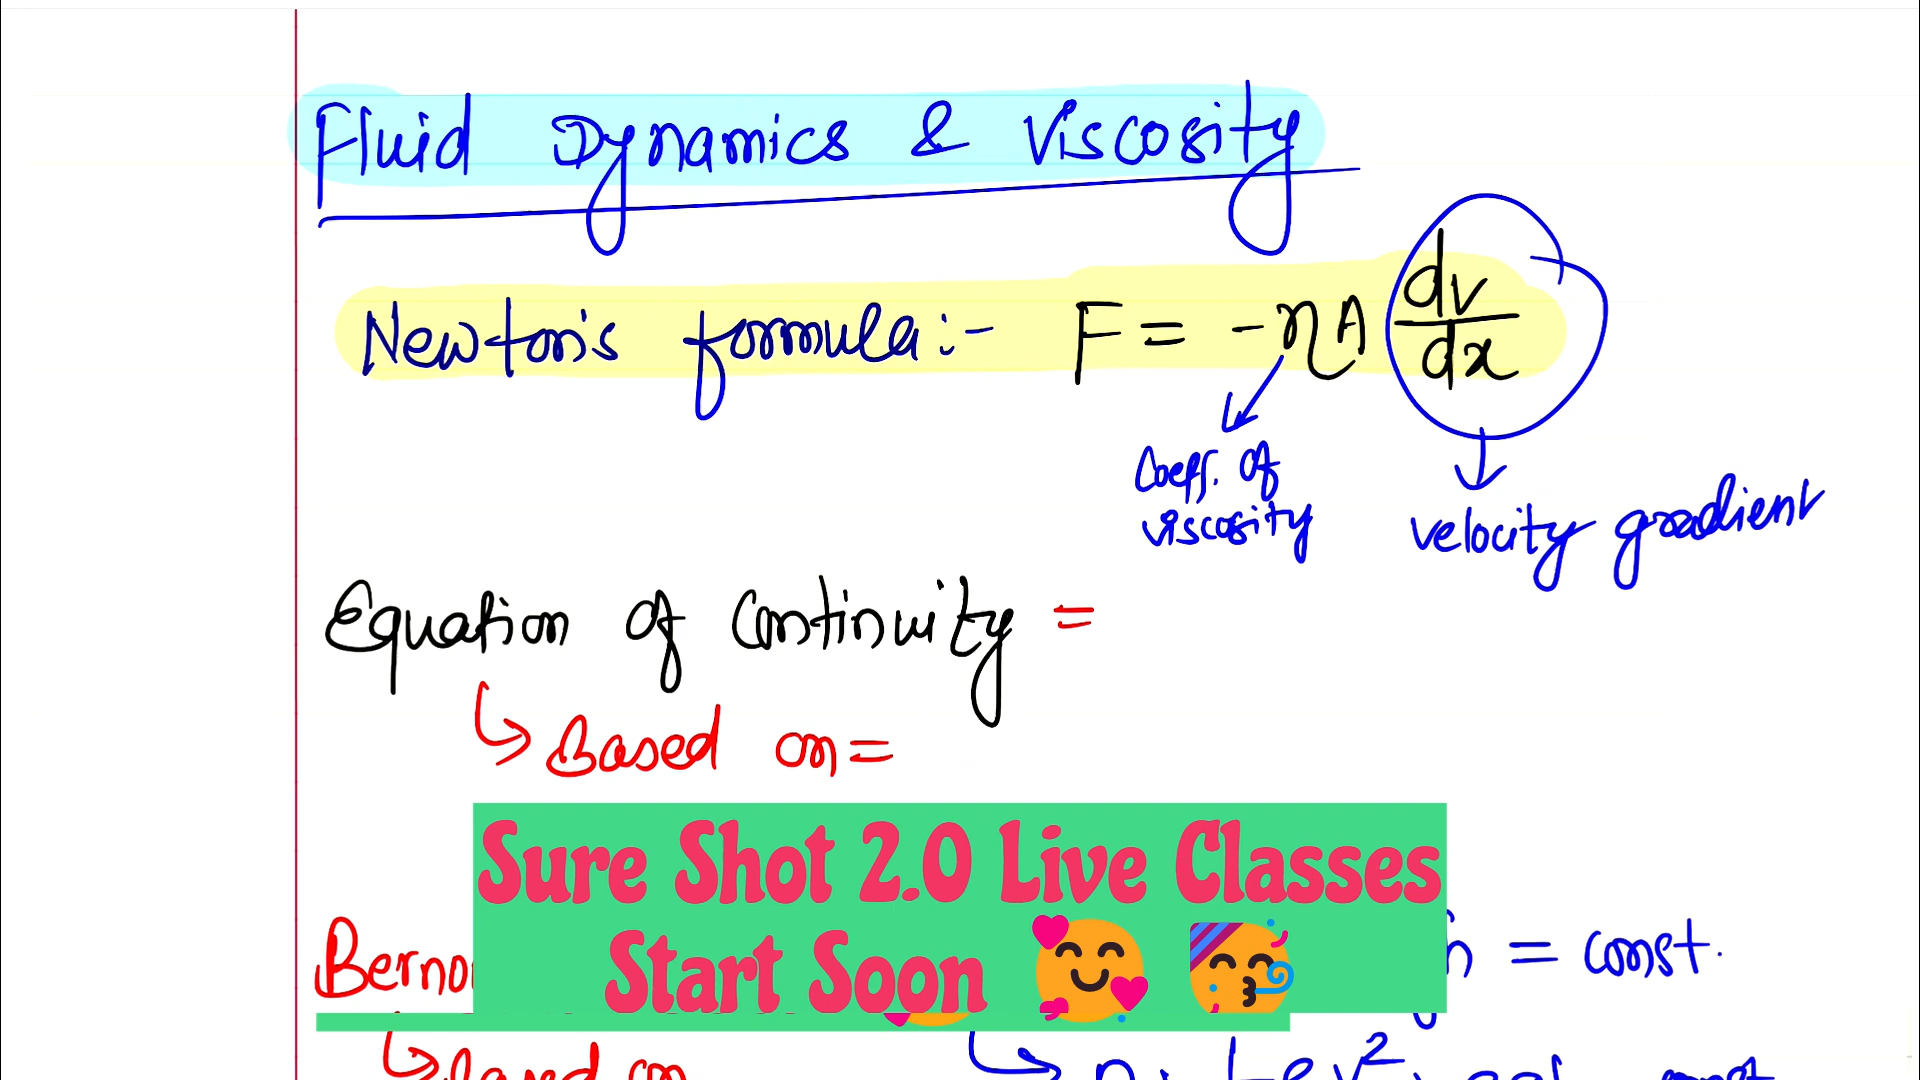 Fluid Dynamics & Viscosity
Newton's formula:- F = -ηA dv/dx
Coeff. of viscosity
velocity gradient
Equation of Continuity =
↳ Based on =
Sure Shot 2.0 Live Classes
Start Soon 🥰 🥳
= const.